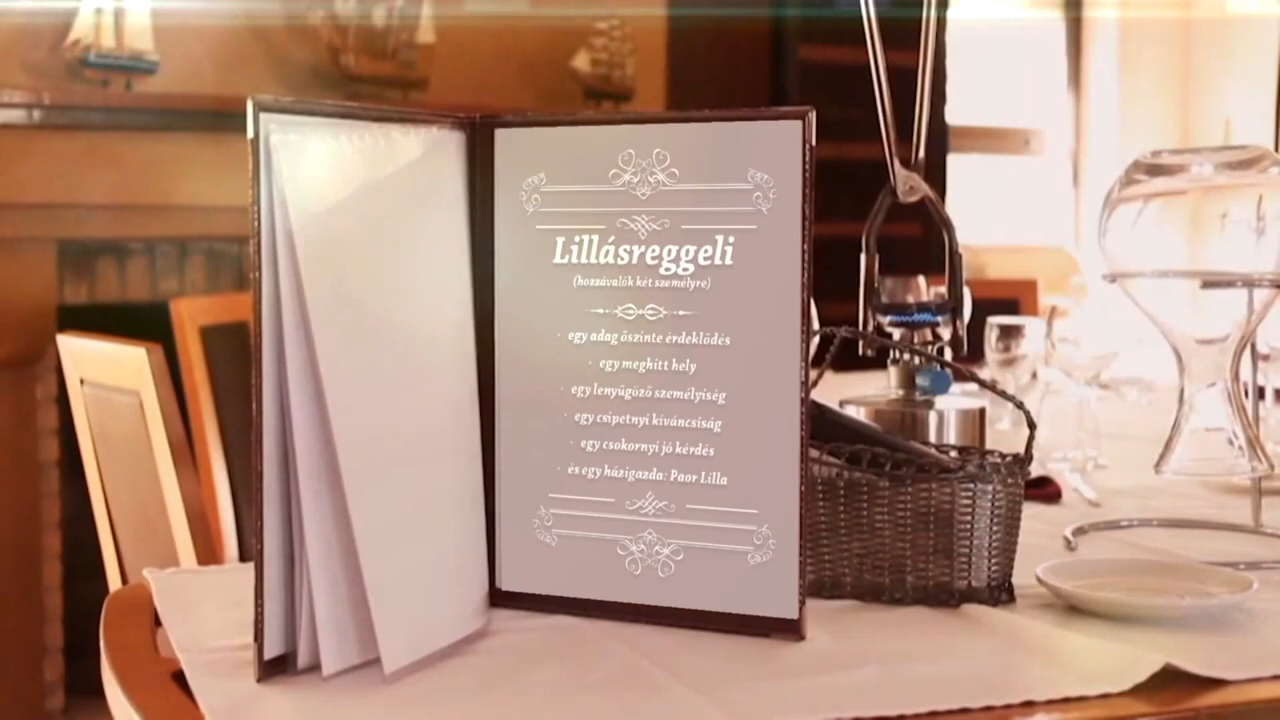 Lillásreggeli
(hozzávalók két személyre)
· egy adag őszinte érdeklődés
· egy meghitt hely
· egy lenyűgöző személyiség
· egy csipetnyi kíváncsiság
· egy csokornyi jó kérdés
· és egy házigazda: Paor Lilla